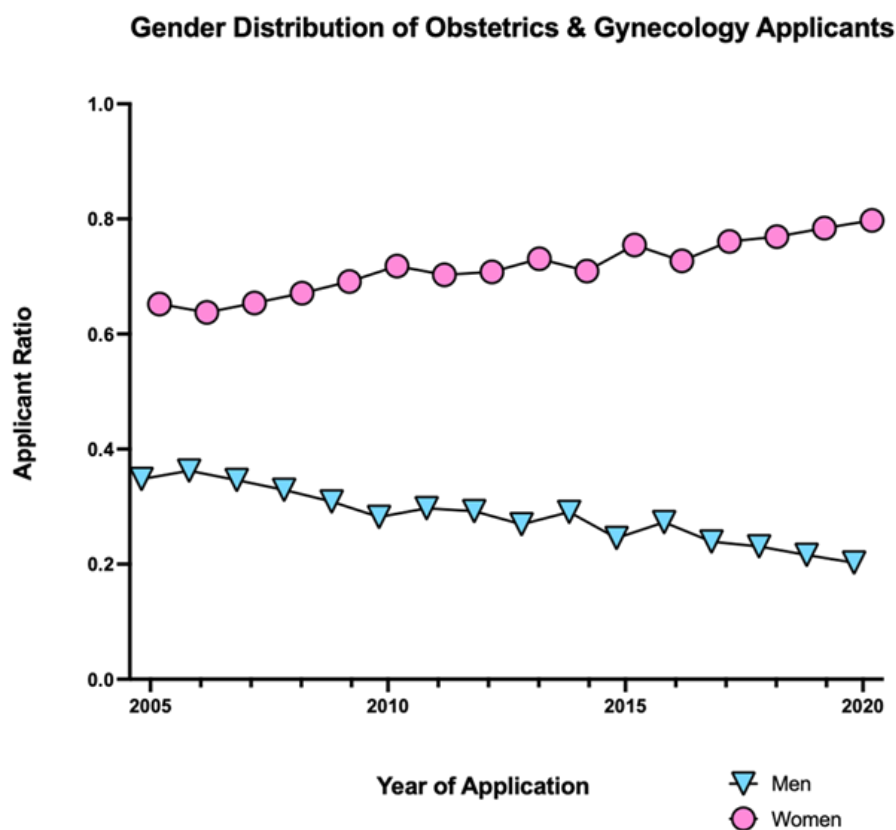 Gender Distribution of Obstetrics & Gynecology Applicants
1.0
0.8
0.6
0.4
0.2
0.0
Applicant Ratio
2005 2010 2015 2020
Year of Application
Men
Women